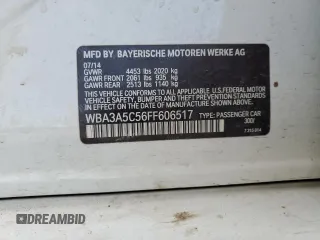 MFD BY BAYERISCHE MOTOREN WERKE AG
07/14
GVWR 4453 lbs 2020 kg
GAWR FRONT 2061 lbs 935 kg
GAWR REAR 2513 lbs 1140 kg
THIS VEHICLE CONFORMS TO ALL APPLICABLE
U.S. FEDERAL MOTOR VEHICLE SAFETY, BUMPER,
AND THEFT PREVENTION STANDARDS IN EFFECT
ON THE DATE OF MANUFACTURE SHOWN ABOVE.
WBA3A5C56FF606517 TYPE: PASSENGER CAR
DREAMBID